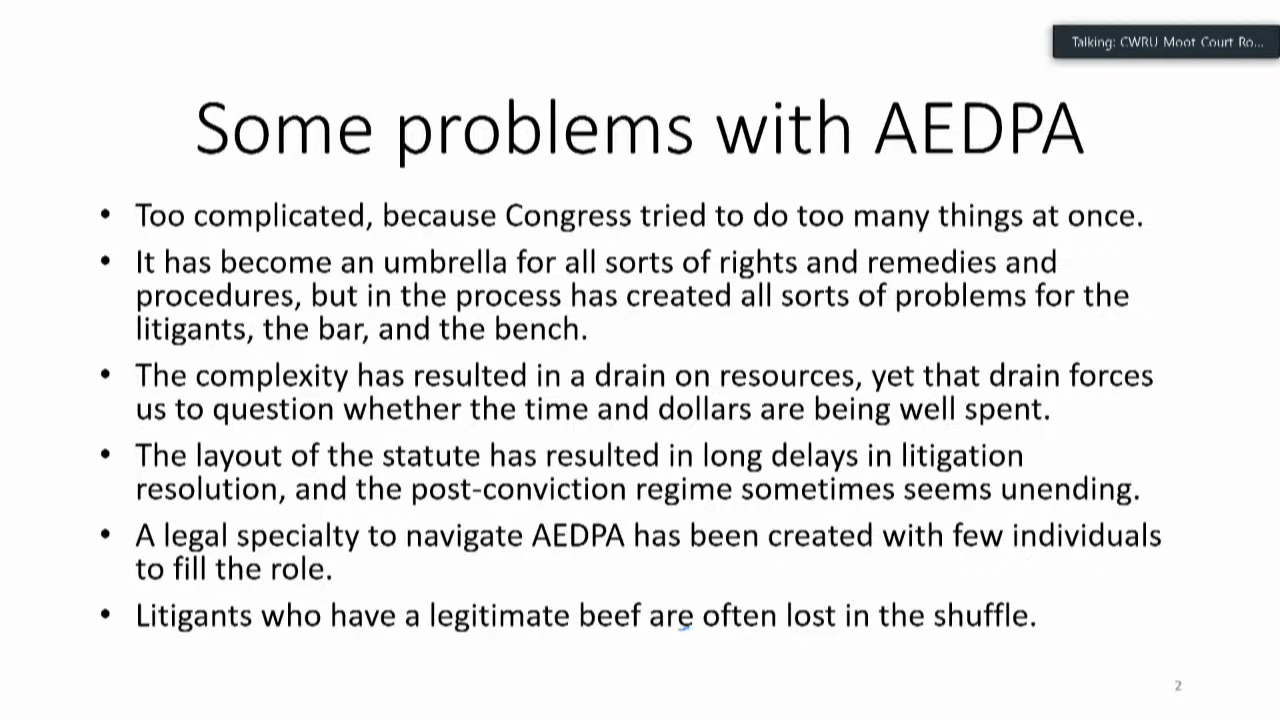 Talking: CWRU Moot Court Ro...
Some problems with AEDPA
• Too complicated, because Congress tried to do too many things at once.
• It has become an umbrella for all sorts of rights and remedies and
procedures, but in the process has created all sorts of problems for the
litigants, the bar, and the bench.
• The complexity has resulted in a drain on resources, yet that drain forces
us to question whether the time and dollars are being well spent.
• The layout of the statute has resulted in long delays in litigation
resolution, and the post-conviction regime sometimes seems unending.
• A legal specialty to navigate AEDPA has been created with few individuals
to fill the role.
• Litigants who have a legitimate beef are often lost in the shuffle.
2